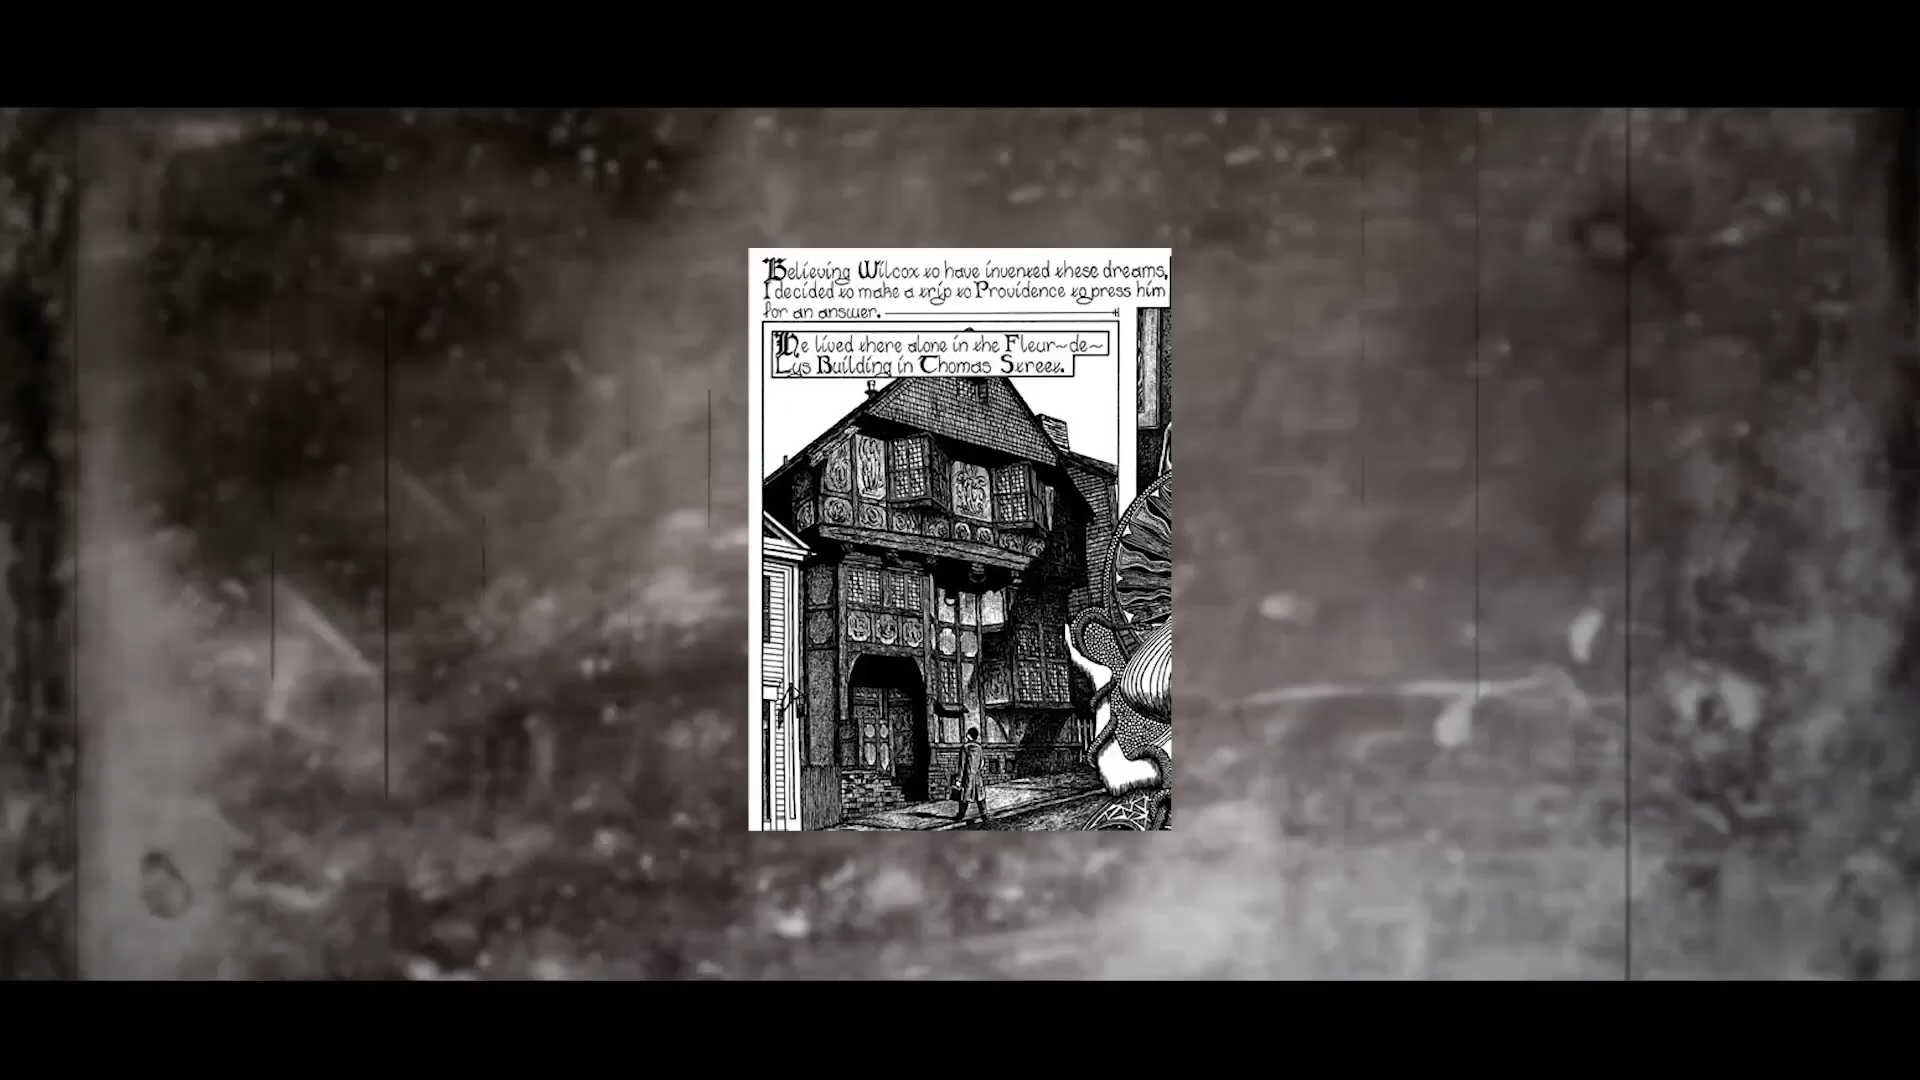 Believing Wilcox to have invented these dreams,
I decided to make a trip to Providence to press him
for an answer.
He lived there alone in the Fleur~de~
Lys Building in Thomas Street.